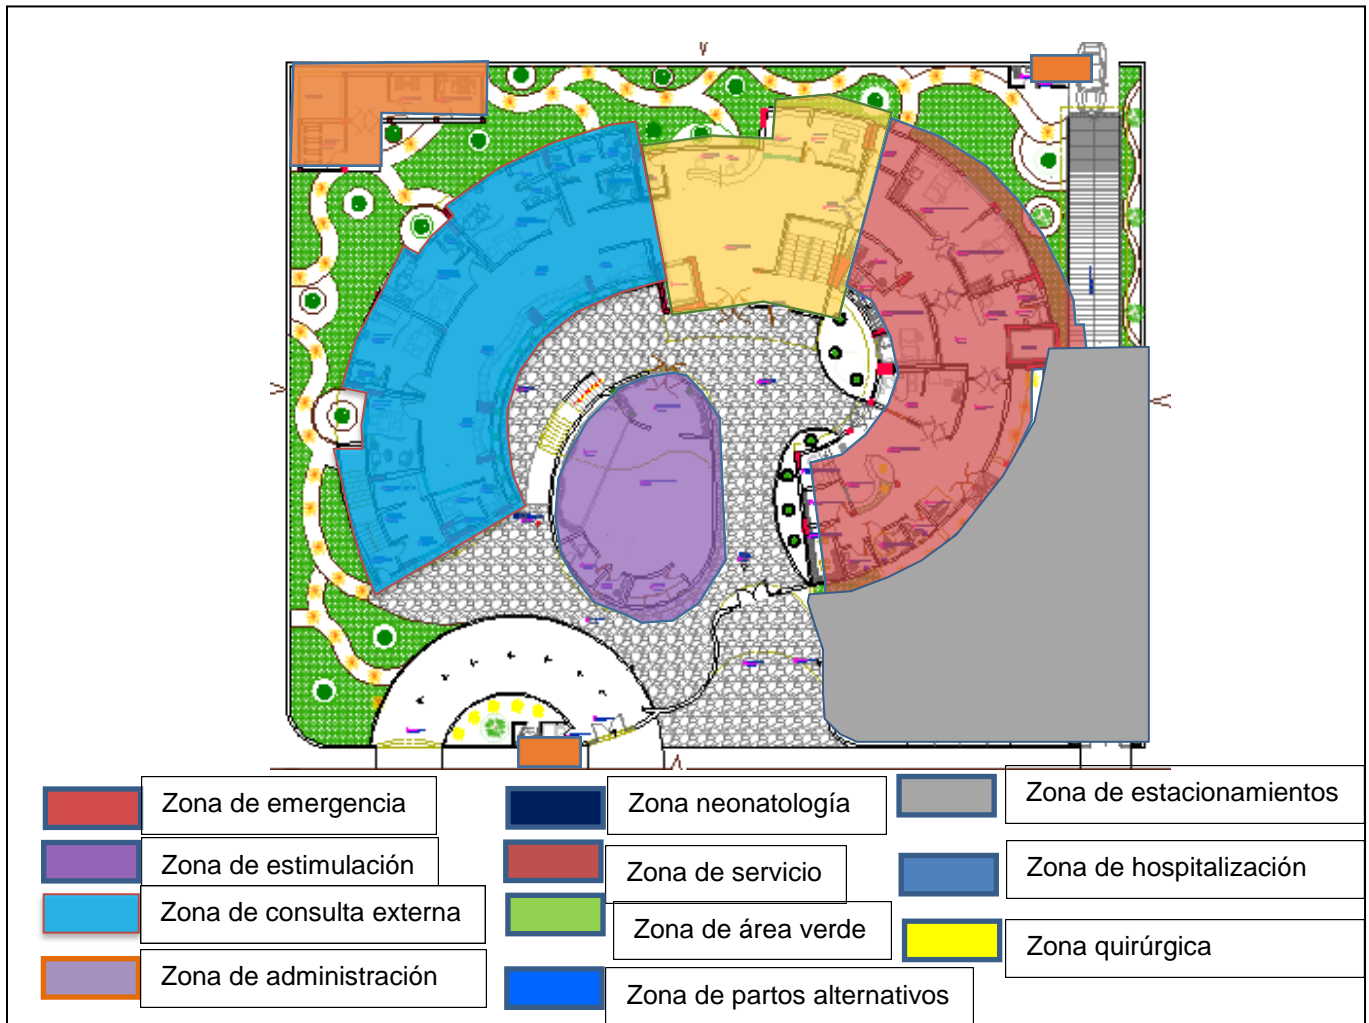 Zona de emergencia
Zona de estimulación
Zona de consulta externa
Zona de administración
Zona neonatología
Zona de servicio
Zona de área verde
Zona de partos alternativos
Zona de estacionamientos
Zona de hospitalización
Zona quirúrgica